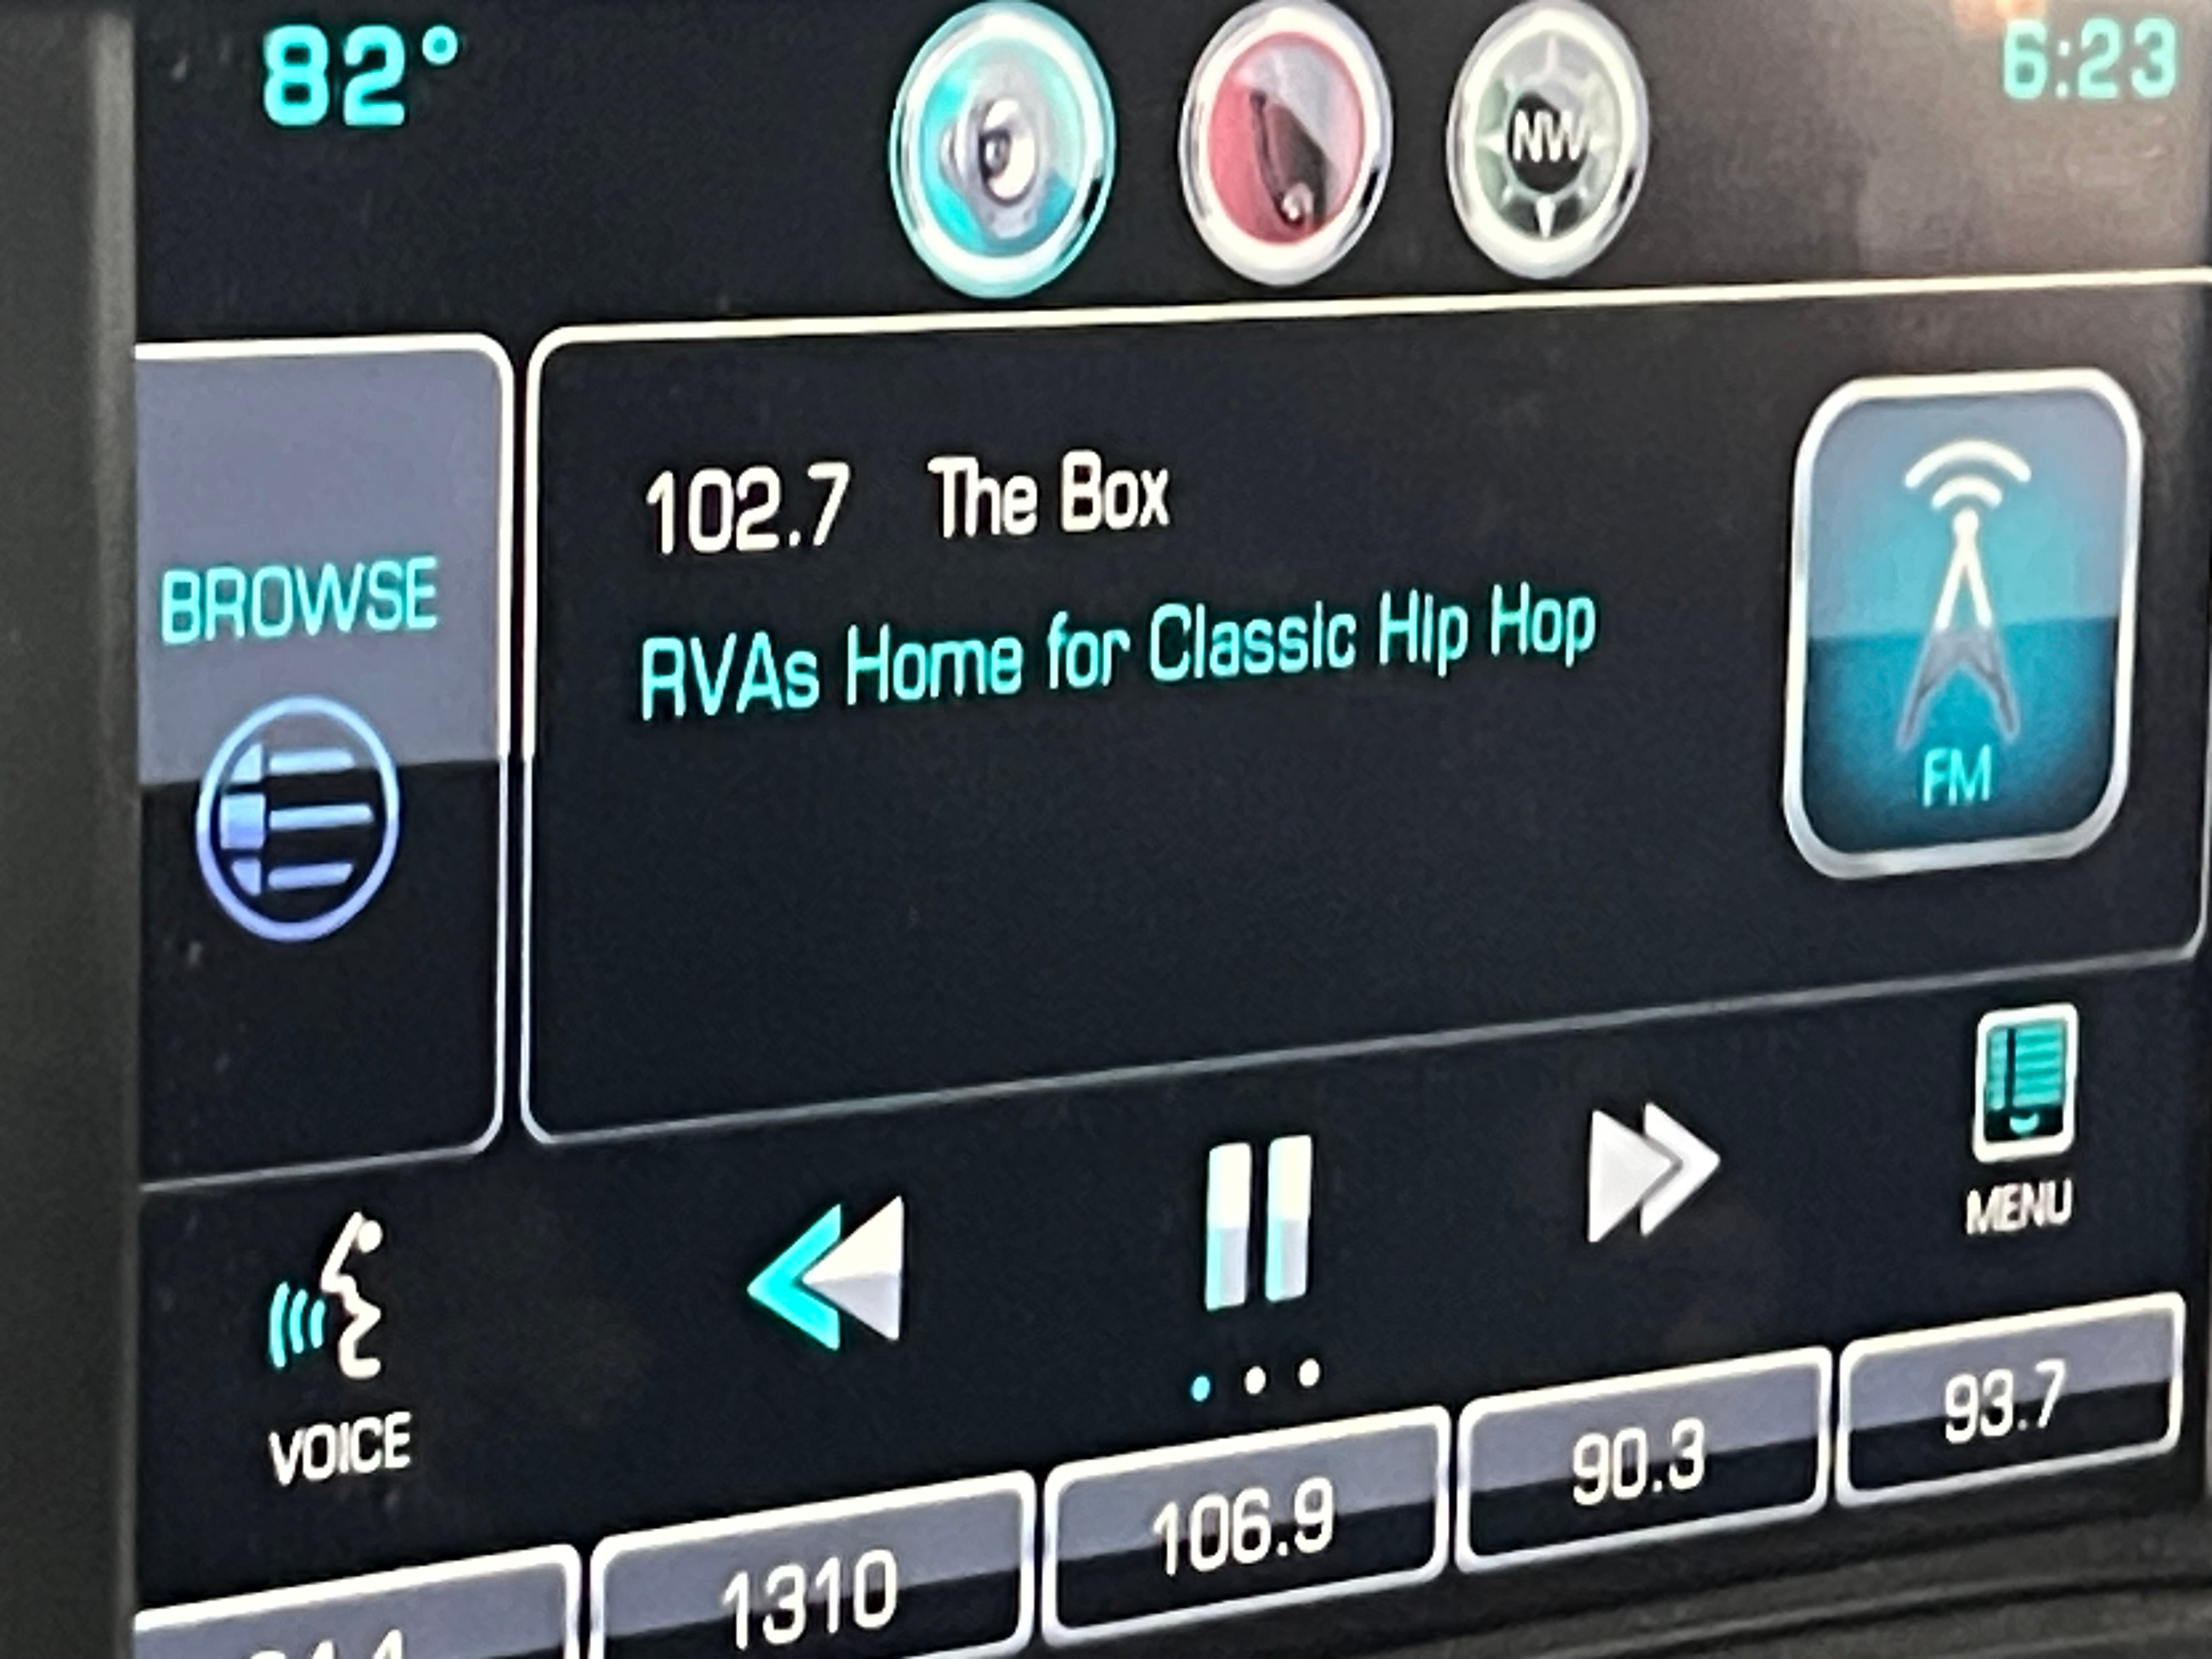 82°
NW
6:23
BROWSE
102.7 The Box
RVAs Home for Classic Hip Hop
FM
VOICE
MENU
1310
106.9
90.3
93.7